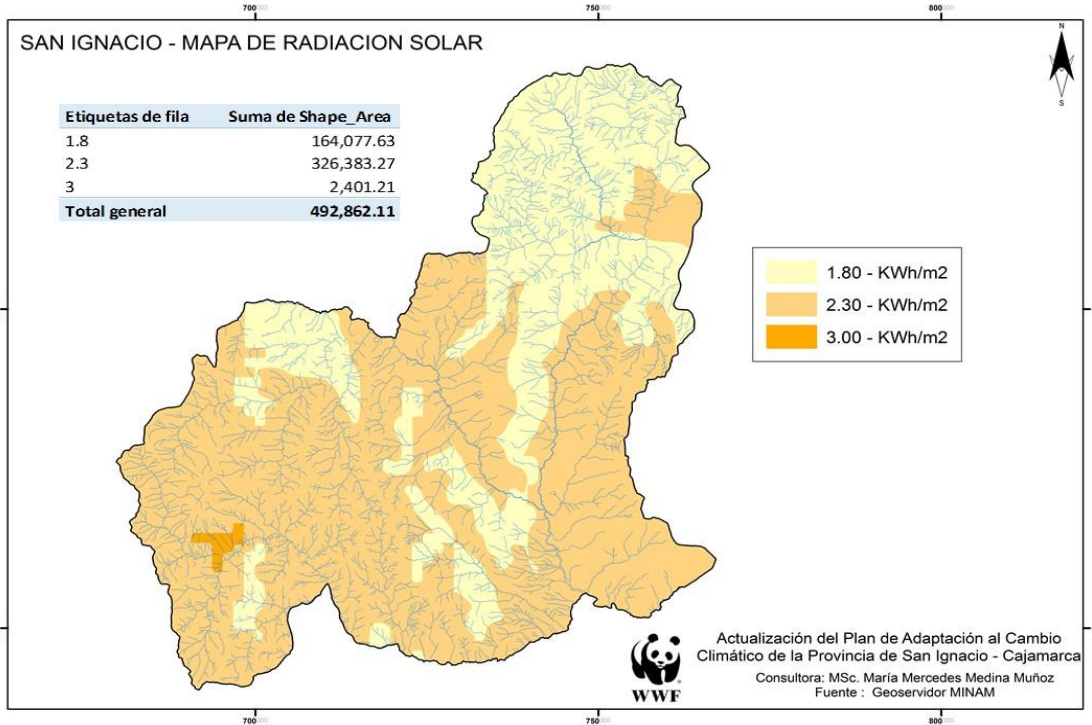 700000 750000 800000
SAN IGNACIO - MAPA DE RADIACION SOLAR
N
S
Etiquetas de fila Suma de Shape_Area
1.8 164,077.63
2.3 326,383.27
3 2,401.21
Total general 492,862.11
1.80 - KWh/m2
2.30 - KWh/m2
3.00 - KWh/m2
WWF
Actualización del Plan de Adaptación al Cambio
Climático de la Provincia de San Ignacio - Cajamarca
Consultora: MSc. María Mercedes Medina Muñoz
Fuente : Geoservidor MINAM
700000 750000 800000